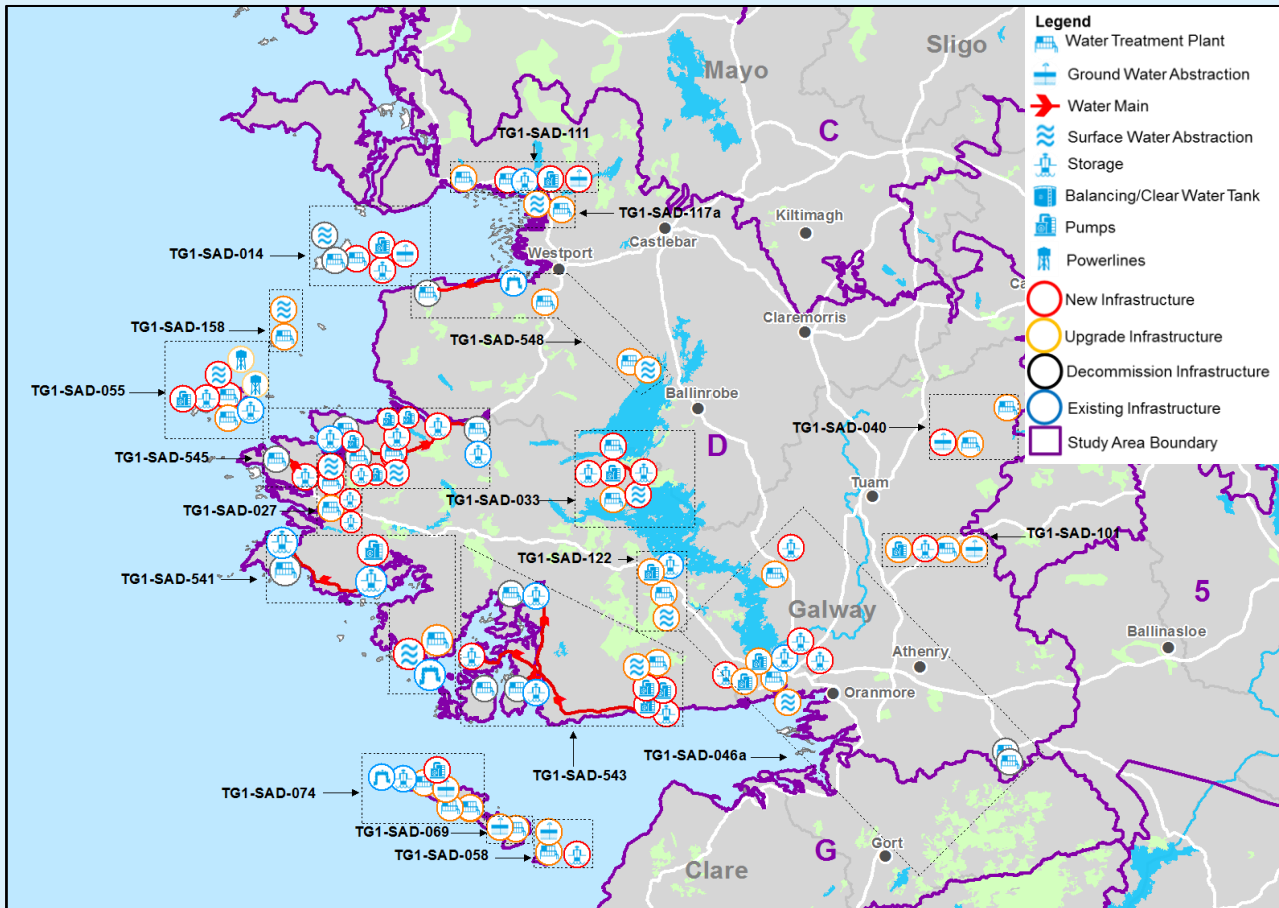 Legend
Water Treatment Plant
Ground Water Abstraction
Water Main
Surface Water Abstraction
Storage
Balancing/Clear Water Tank
Pumps
Powerlines
New Infrastructure
Upgrade Infrastructure
Decommission Infrastructure
Existing Infrastructure
Study Area Boundary
Sligo
Mayo
C
TG1-SAD-111
TG1-SAD-117a
Kiltimagh
Castlebar
TG1-SAD-014
Westport
Ca
TG1-SAD-158
Claremorris
TG1-SAD-548
TG1-SAD-055
Ballinrobe
TG1-SAD-040
D
TG1-SAD-545
Tuam
TG1-SAD-033
TG1-SAD-027
TG1-SAD-101
TG1-SAD-122
TG1-SAD-541
5
Galway
Ballinasloe
Athenry
Oranmore
TG1-SAD-046a
TG1-SAD-543
TG1-SAD-074
TG1-SAD-069
G
Gort
TG1-SAD-058
Clare